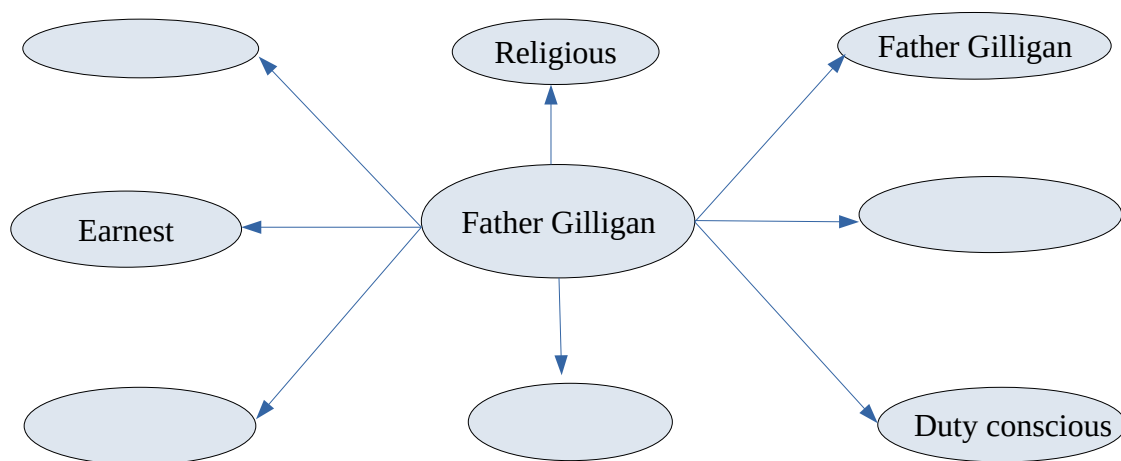 Religious
Father Gilligan
Earnest
Father Gilligan
Duty conscious